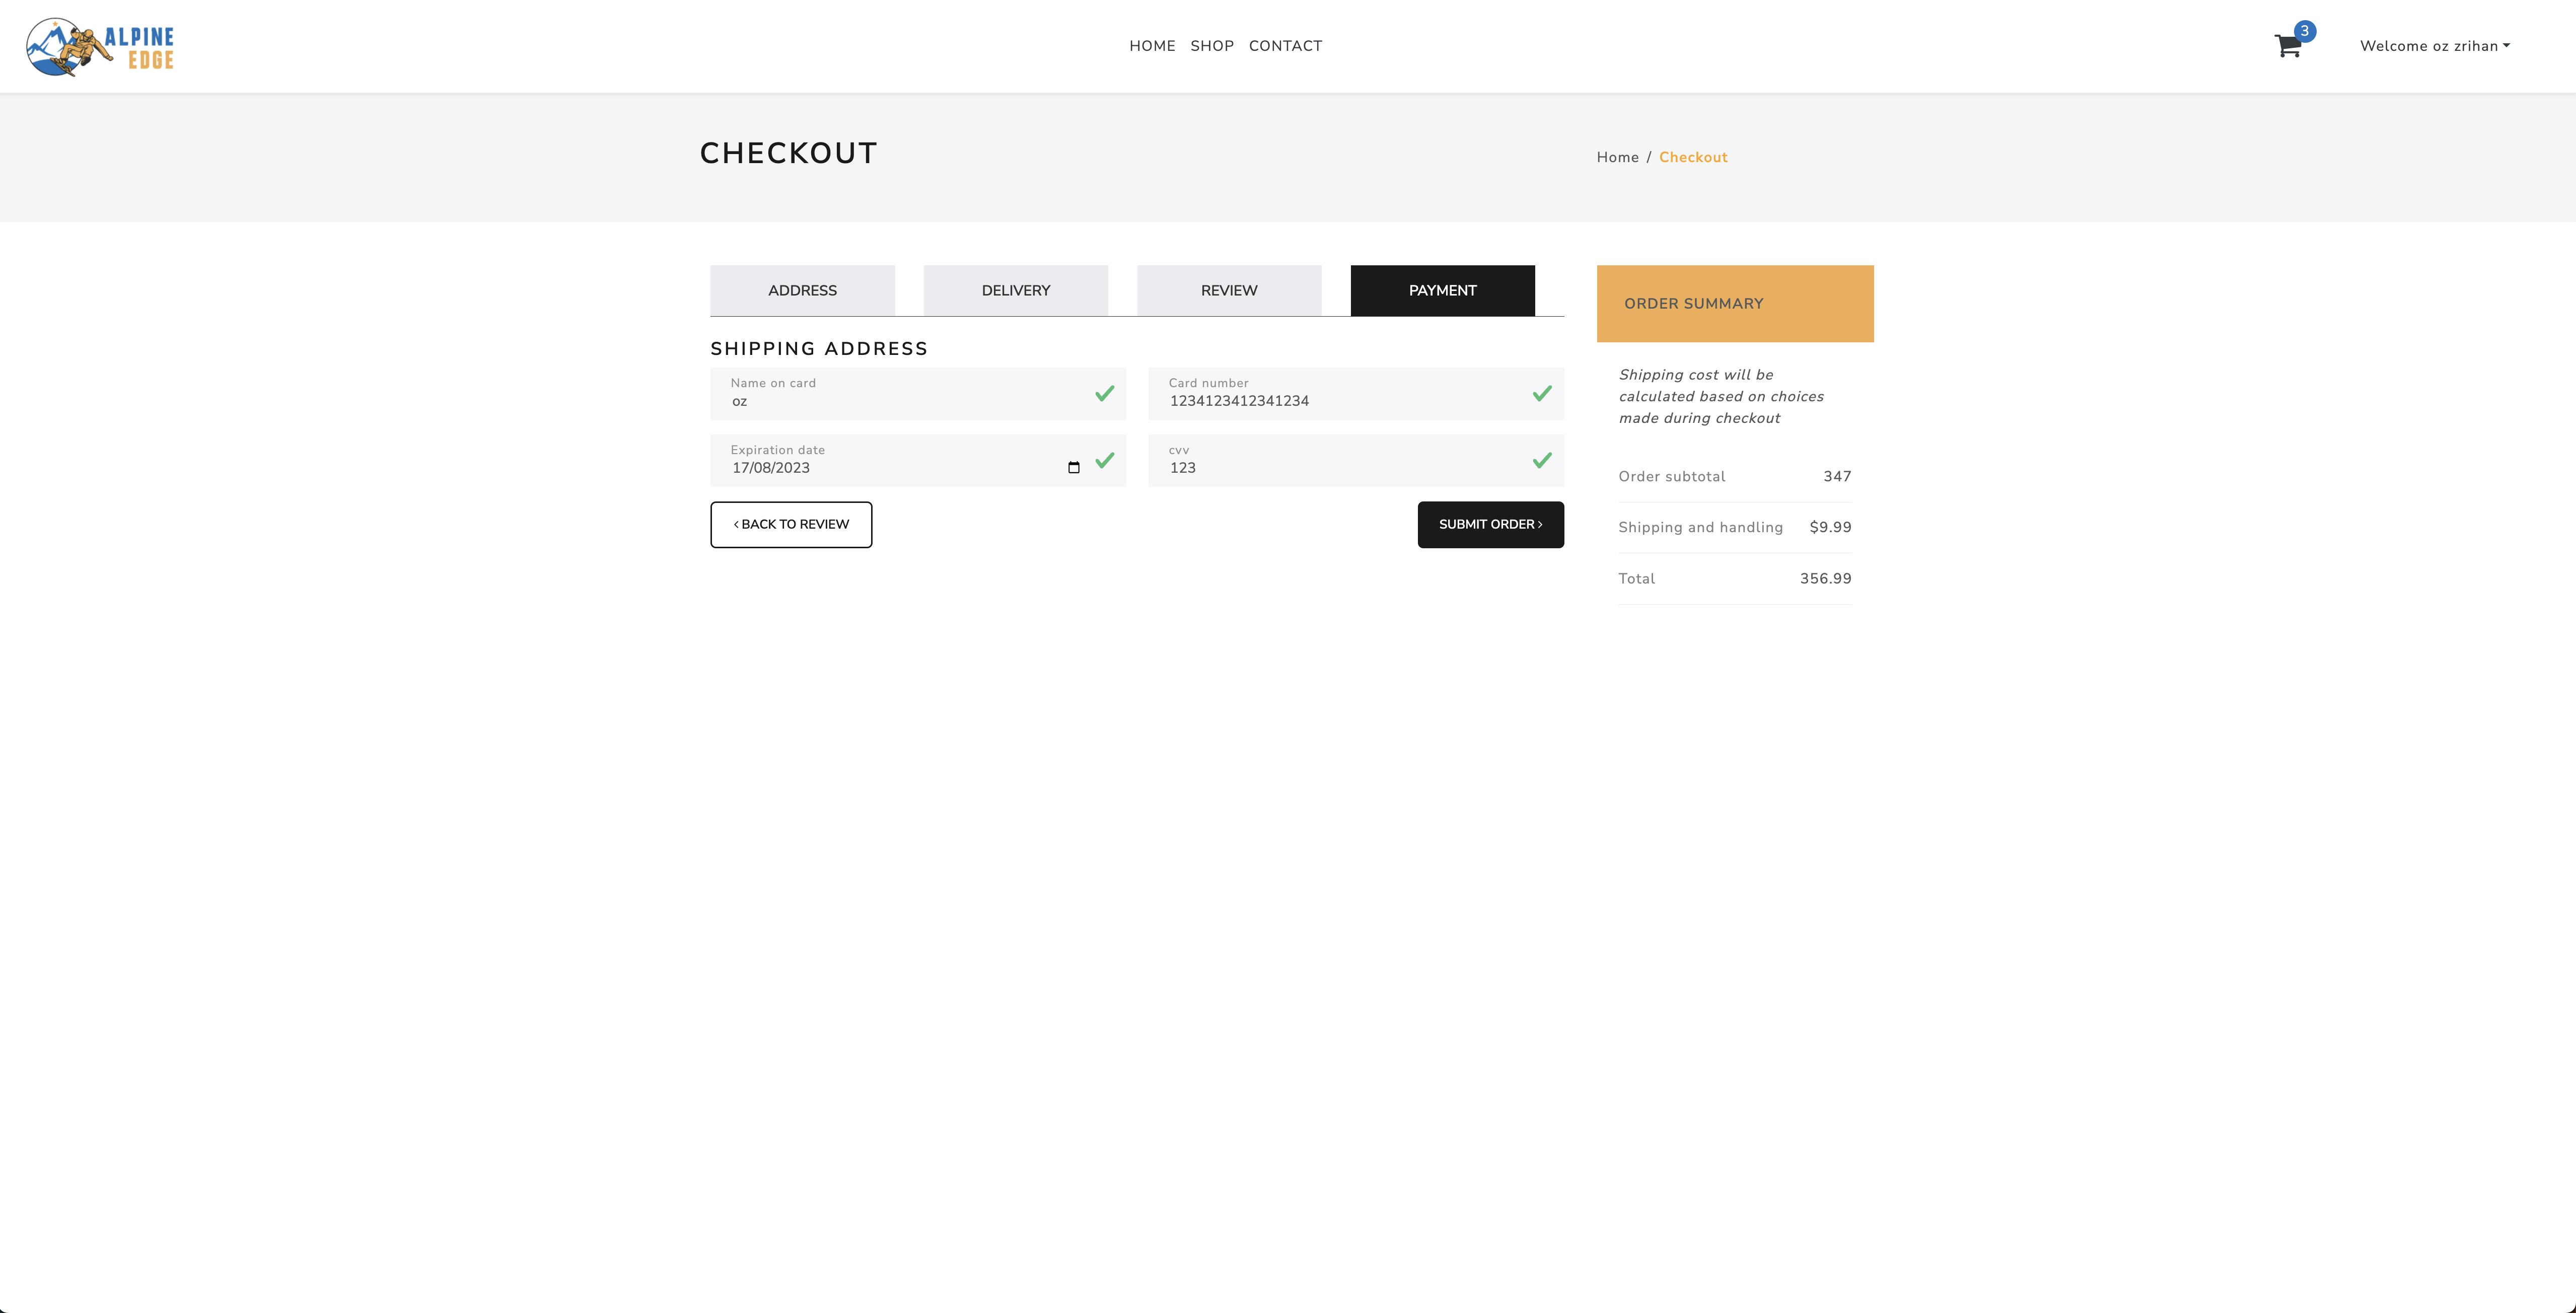 ALPINE
EDGE
HOME SHOP CONTACT
3
Welcome oz zrihan
CHECKOUT
Home / Checkout
ADDRESS DELIVERY REVIEW PAYMENT
SHIPPING ADDRESS
Name on card
oz
Card number
1234123412341234
Expiration date
17/08/2023
cvv
123
< BACK TO REVIEW
SUBMIT ORDER >
ORDER SUMMARY
Shipping cost will be
calculated based on choices
made during checkout
Order subtotal 347
Shipping and handling $9.99
Total 356.99